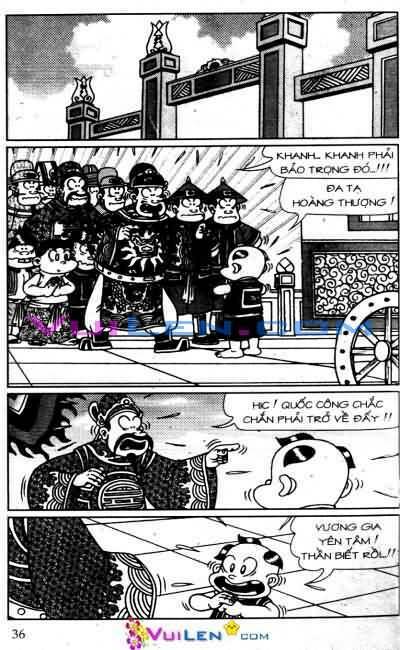 KHANH.. KHANH PHẢI
BẢO TRỌNG ĐÓ..!!!
ĐA TẠ
HOÀNG THƯỢNG !
VuiLEN.COM
HIC ! QUỐC CÔNG CHẮC
CHẮN PHẢI TRỞ VỀ ĐẤY !!
VƯƠNG GIA
YÊN TÂM !
THẦN BIẾT RỒI..!!
36
VUILEN.COM